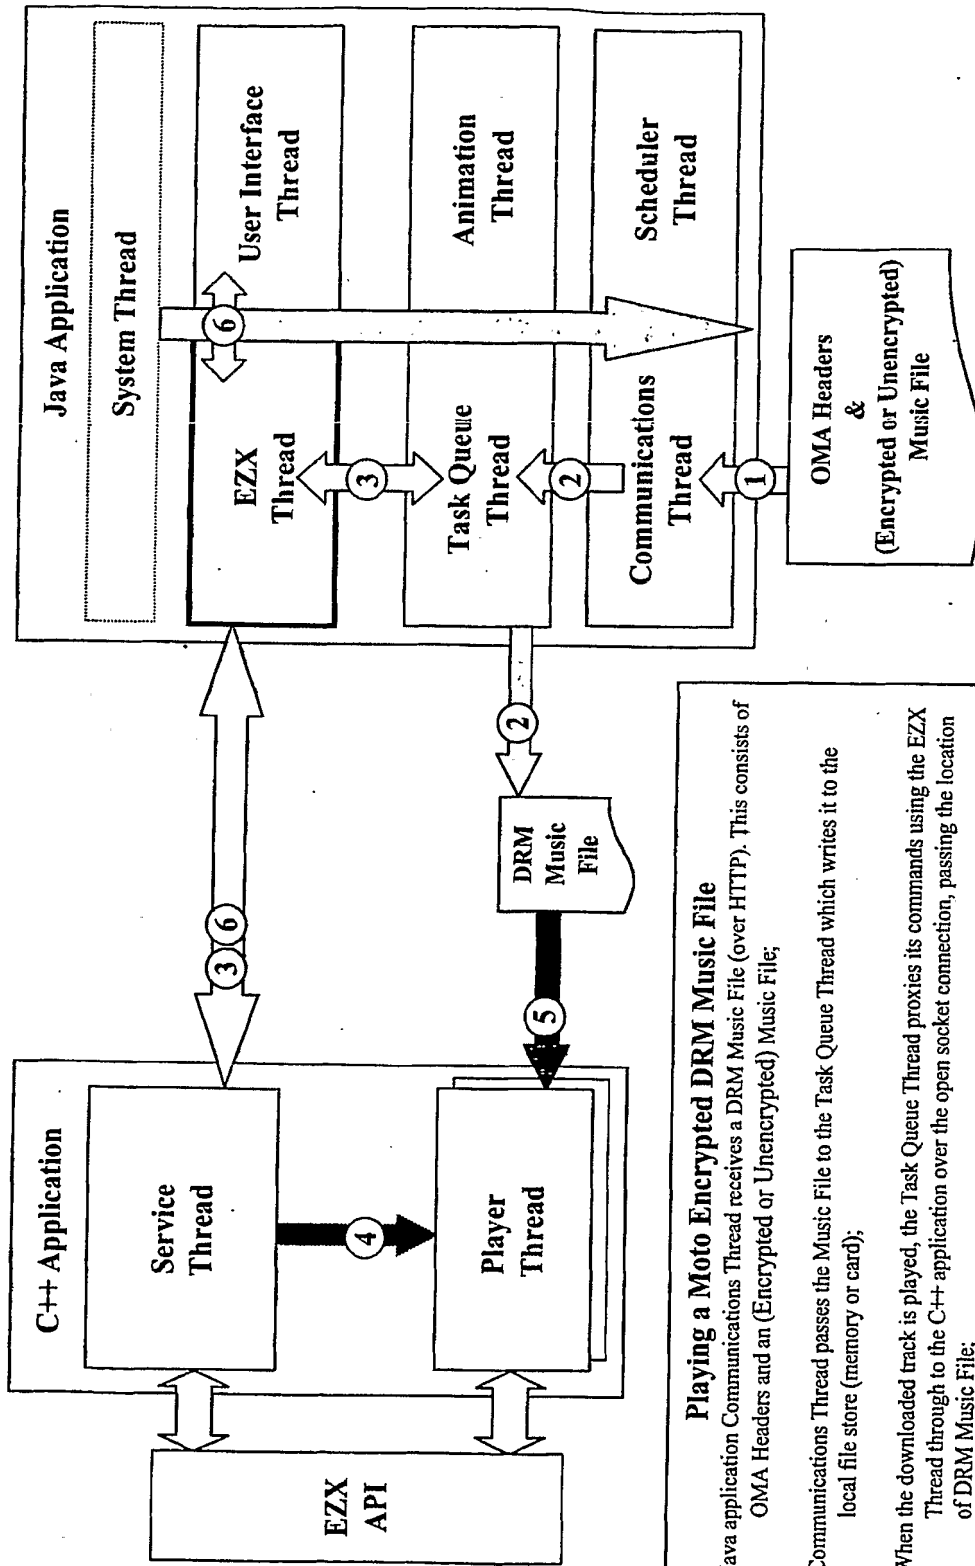 Java Application
System Thread
EZX
Thread
User Interface
Thread
6
3
Task Queue
Thread
Animation
Thread
2
Communications
Thread
Scheduler
Thread
1
OMA Headers
&
(Encrypted or Unencrypted)
Music File
3
6
2
DRM
Music
File
5
C++ Application
Service
Thread
4
Player
Thread
EZX
API
Playing a Moto Encrypted DRM Music File
Java application Communications Thread receives a DRM Music File (over HTTP). This consists of
OMA Headers and an (Encrypted or Unencrypted) Music File;
Communications Thread passes the Music File to the Task Queue Thread which writes it to the
local file store (memory or card);
When the downloaded track is played, the Task Queue Thread proxies its commands using the EZX
Thread through to the C++ application over the open socket connection, passing the location
of DRM Music File;